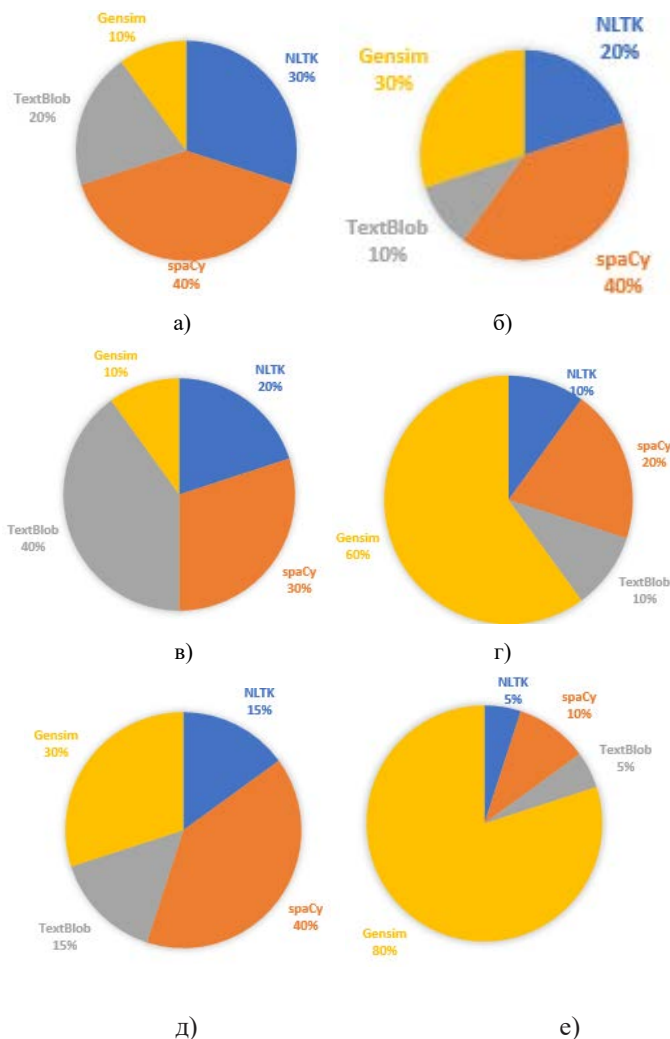 Gensim
10%
NLTK
30%
TextBlob
20%
spaCy
40%
а)
NLTK
20%
Gensim
30%
TextBlob
10%
spaCy
40%
б)
Gensim
10%
NLTK
20%
TextBlob
40%
spaCy
30%
в)
NLTK
10%
spaCy
20%
Gensim
60%
TextBlob
10%
г)
NLTK
15%
Gensim
30%
TextBlob
15%
spaCy
40%
д)
NLTK
5%
spaCy
10%
TextBlob
5%
Gensim
80%
е)